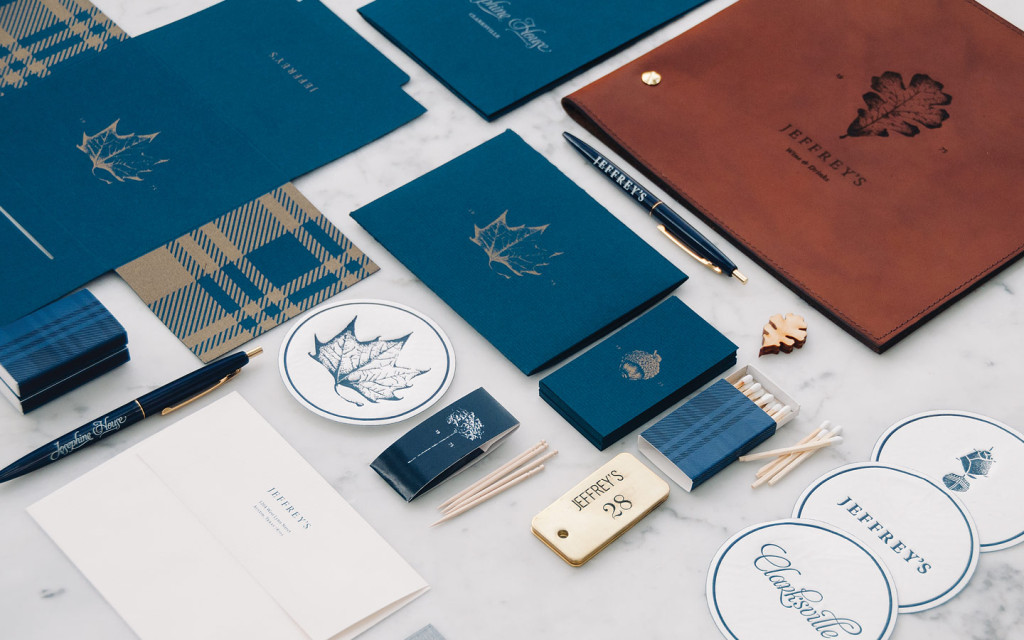 JEFFREY'S
Josephine House
CLARKSVILLE
JEFFREY'S
Wine & Drinks
JEFFREY'S
Josephine House
JEFFREY'S
JEFFREY'S
28
JEFFREY'S
Clarksville